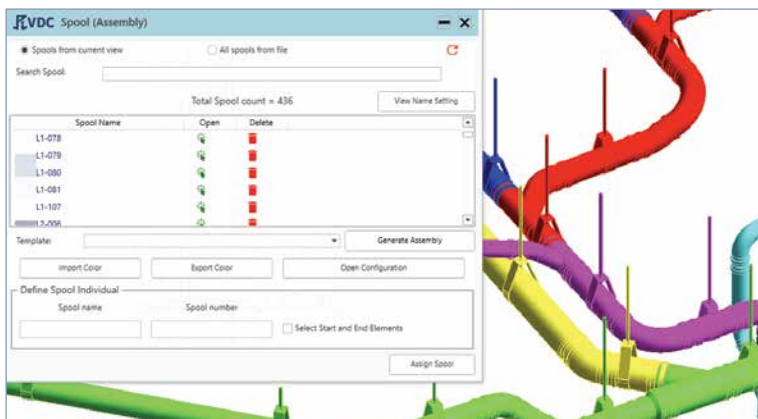 VDC Spool (Assembly)
Spools from current view All spools from file
Search Spool:
Total Spool count = 436 View Name Setting
Spool Name Open Delete
L1-078
L1-079
L1-080
L1-081
L1-107
L2-006
Template: Generate Assembly
Import Color Export Color Open Configuration
Define Spool Individual
Spool name Spool number
Select Start and End Elements
Assign Spool